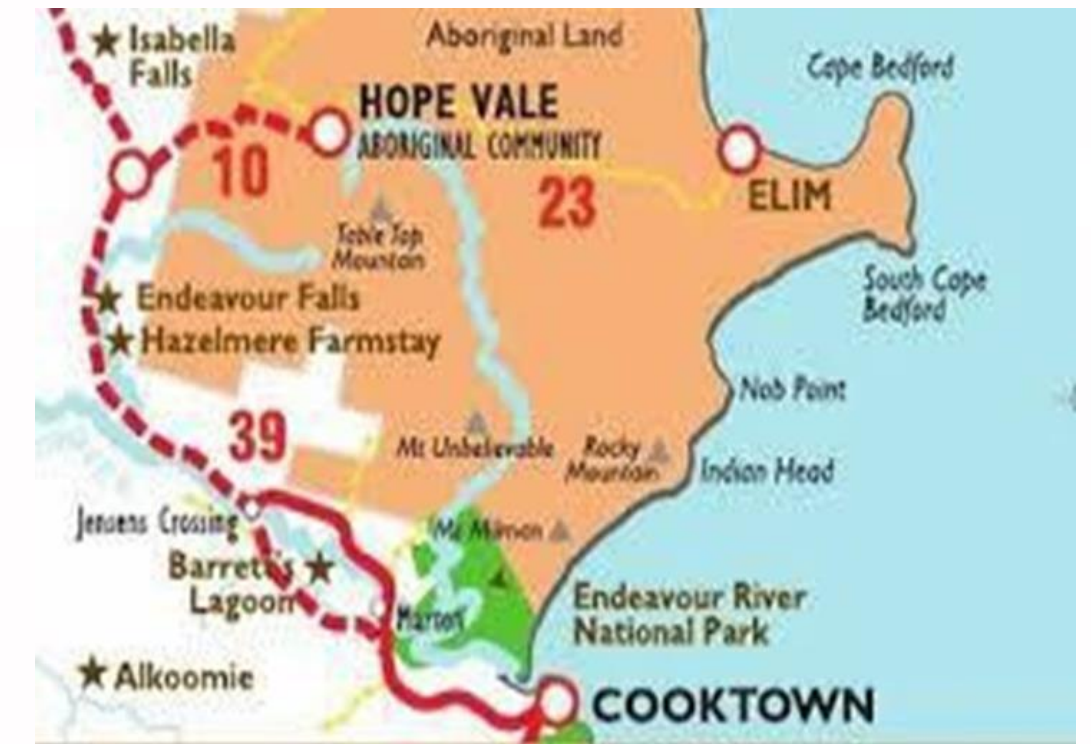 Isabella
Falls
Aboriginal Land
Cape Bedford
HOPE VALE
ABORIGINAL COMMUNITY
10
23
ELIM
Table Top
Mountain
South Cape
Bedford
Endeavour Falls
Hazelmere Farmstay
Nob Point
39
Mt Unbelievable
Rocky
Mountain
Indian Head
Jensens Crossing
Mt
Barrett's
Lagoon
Marton
Endeavour River
National Park
Alkoomie
COOKTOWN